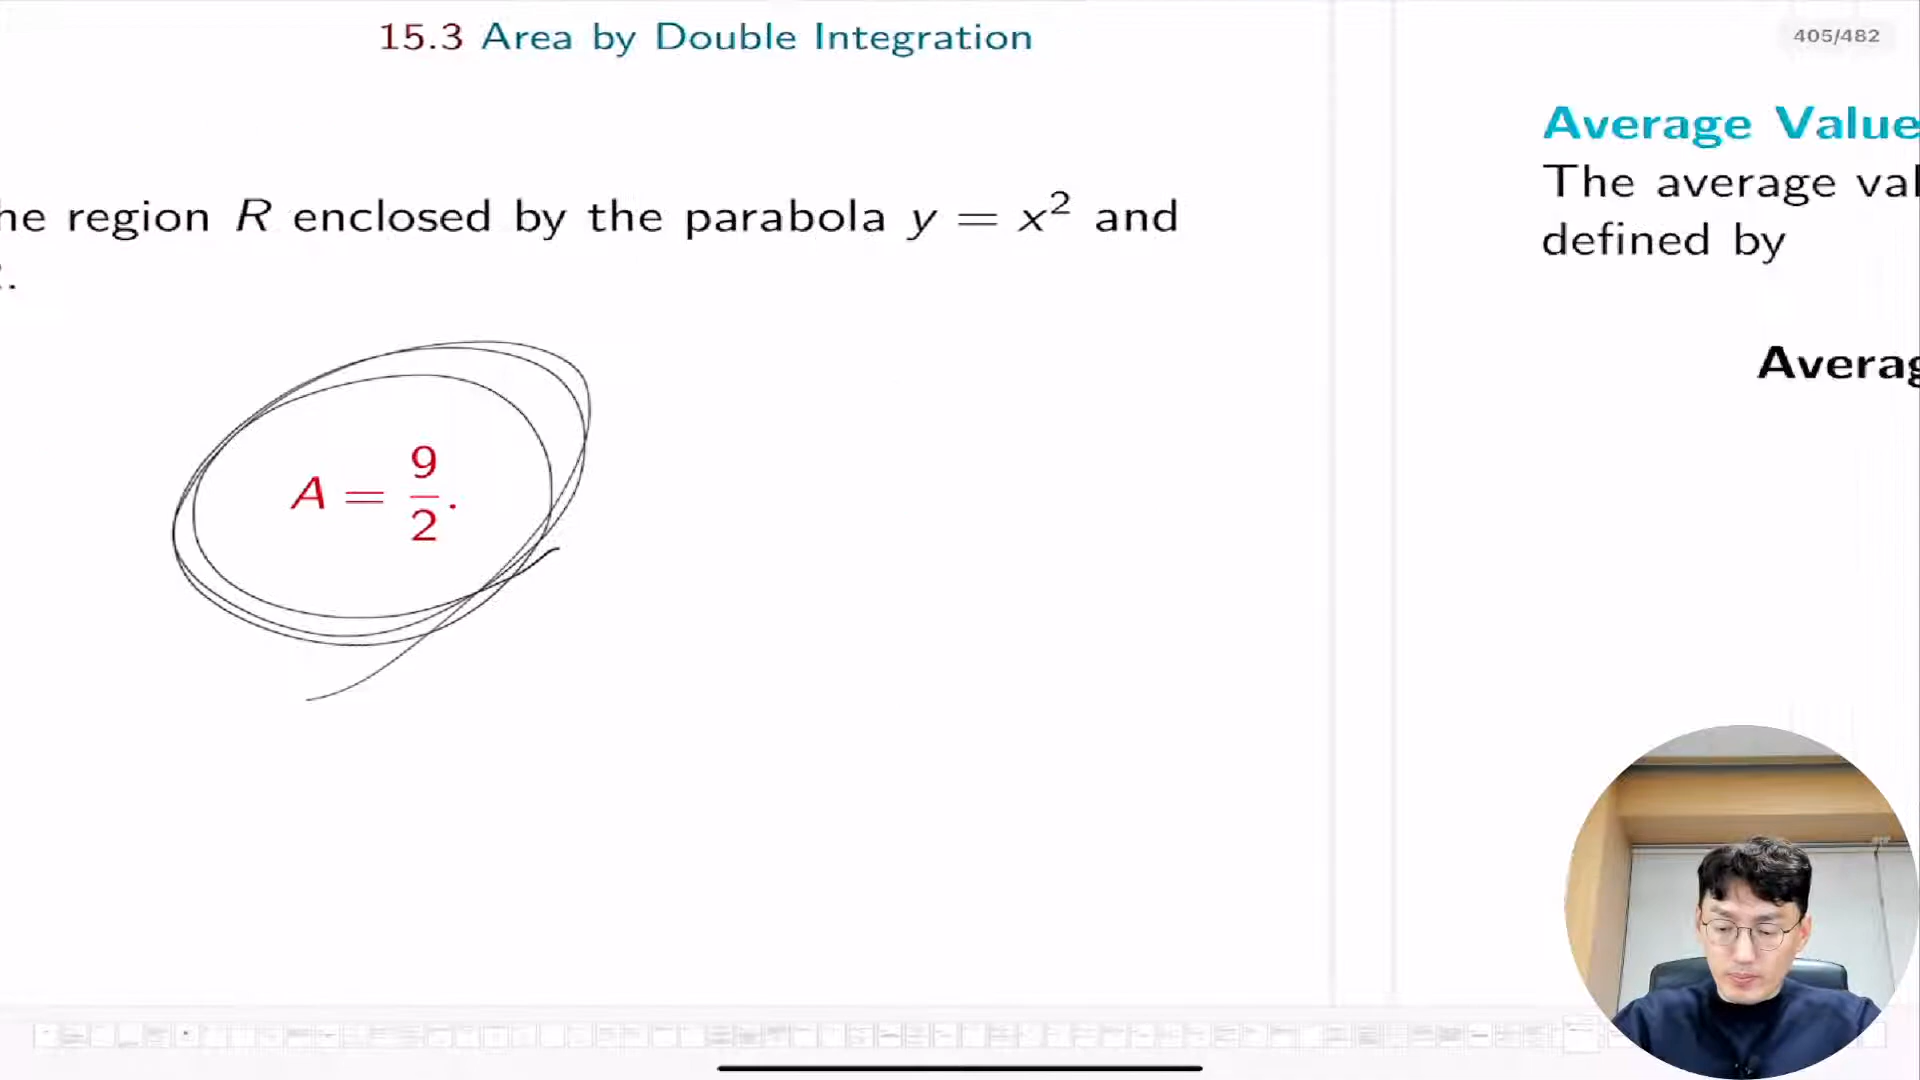 15.3 Area by Double Integration
405/482
he region R enclosed by the parabola y = x² and
.
A = 9/2.
Average Value
The average val
defined by
Averag